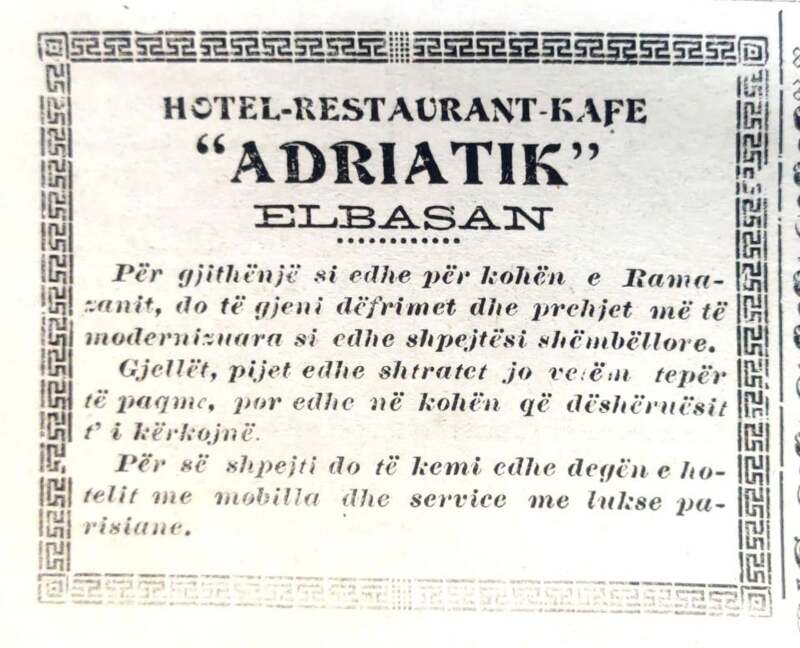 HOTEL-RESTAURANT-KAFE
“ADRIATIK”
ELBASAN
Për gjithënjë si edhe për kohën e Rama-
zanit, do të gjeni dëfrimet dhe prehjet më të
modernizuara si edhe shpejtësi shëmbëllore.
Gjellët, pijet edhe shtratet jo vetëm tepër
të paqme, por edhe në kohën që dëshëruësit
t’ i kërkojnë.
Për së shpejti do të kemi edhe degën e ho-
telit me mobilla dhe service me lukse pa-
risiane.